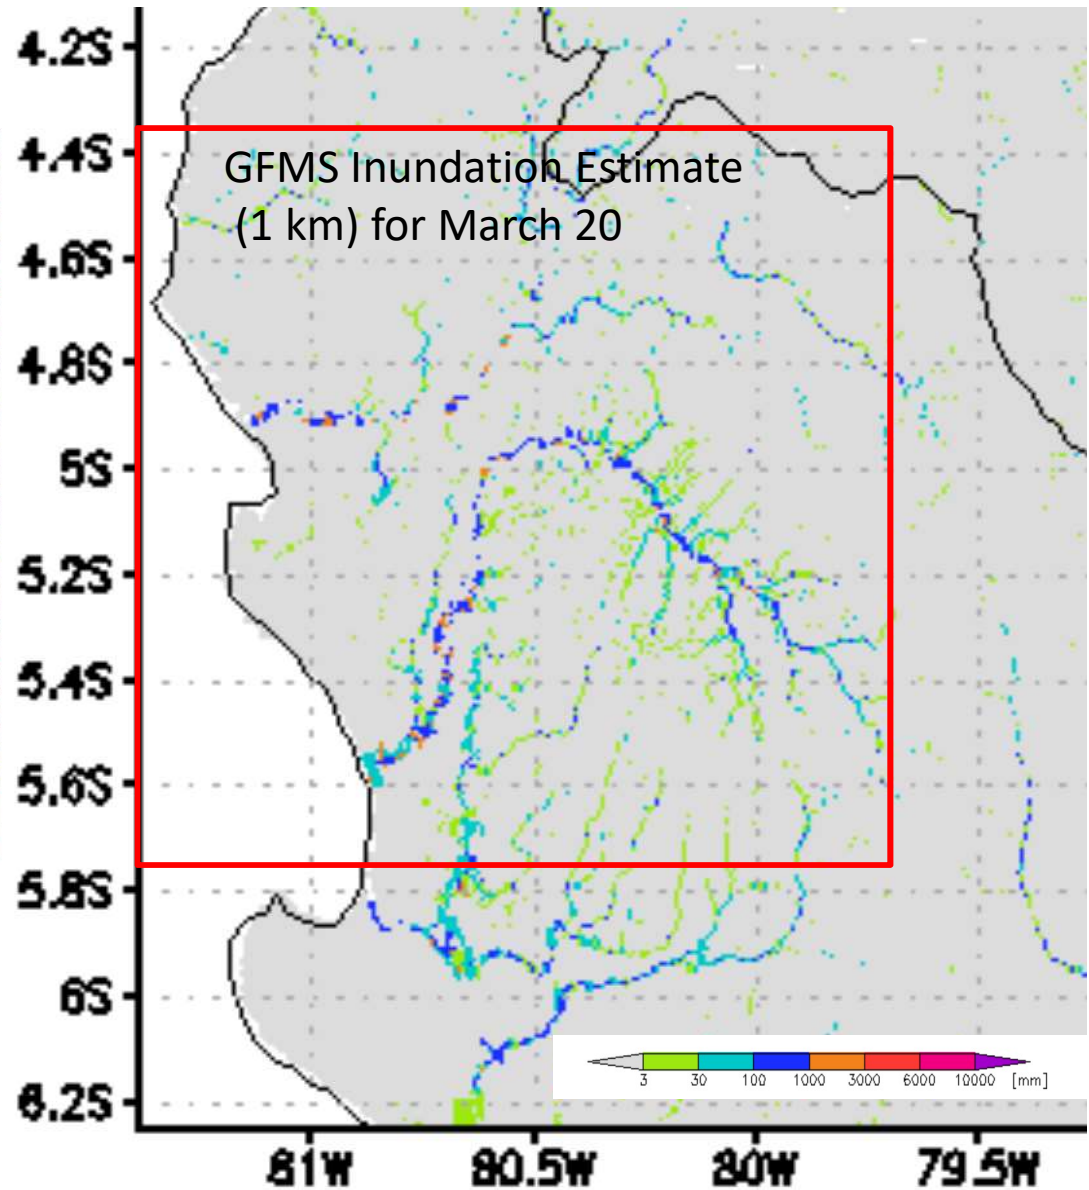 4.2S
4.4S
GFMS Inundation Estimate
(1 km) for March 20
4.6S
4.8S
5S
5.2S
5.4S
5.6S
5.8S
6S
3 30 100 1000 3000 6000 10000 [mm]
6.2S
81W 80.5W 80W 79.5W